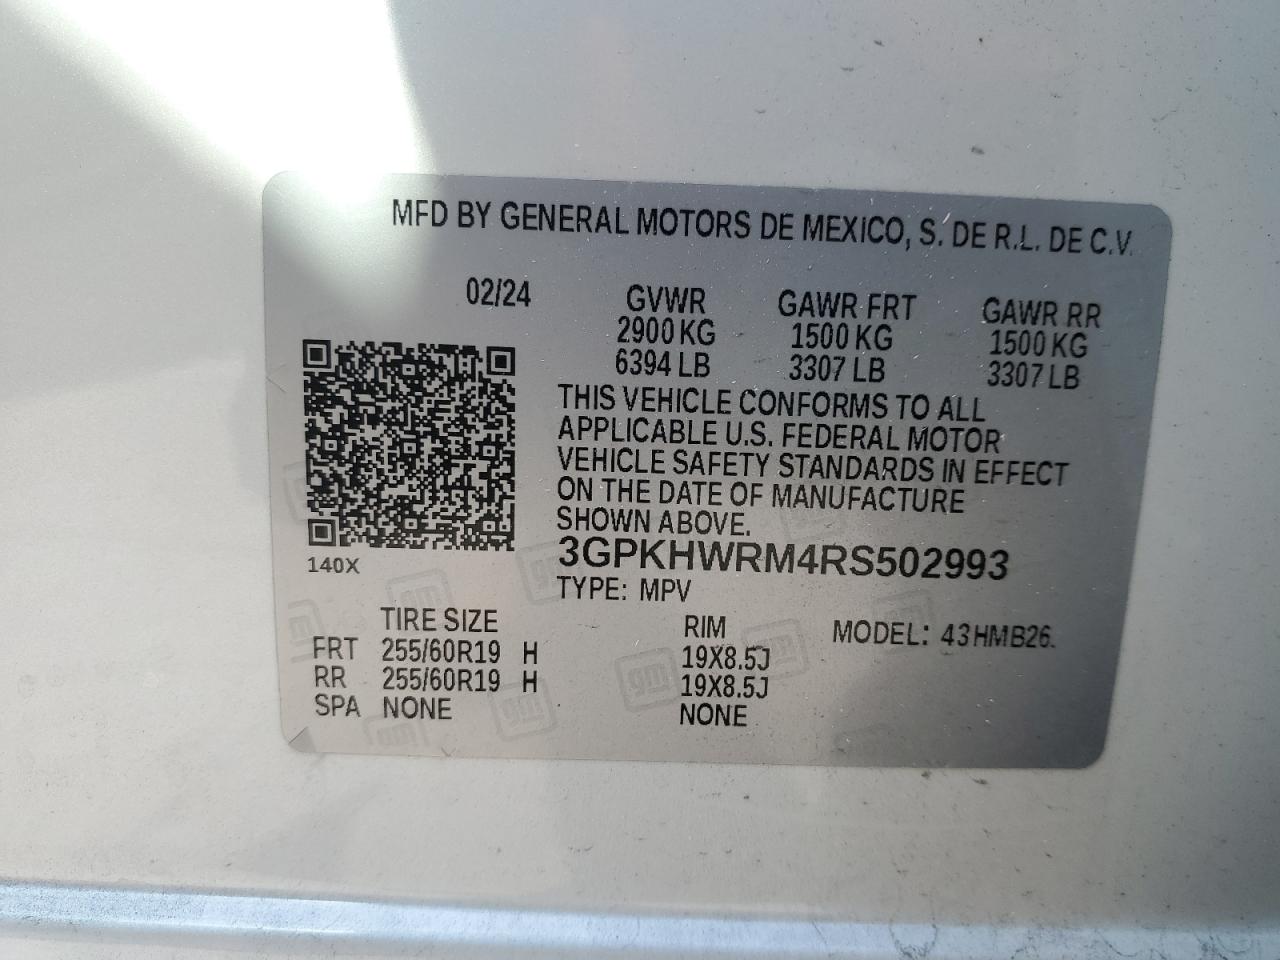 MFD BY GENERAL MOTORS DE MEXICO, S. DE R.L. DE C.V.
02/24 GVWR GAWR FRT GAWR RR
2900 KG 1500 KG 1500 KG
6394 LB 3307 LB 3307 LB
THIS VEHICLE CONFORMS TO ALL
APPLICABLE U.S. FEDERAL MOTOR
VEHICLE SAFETY STANDARDS IN EFFECT
ON THE DATE OF MANUFACTURE
SHOWN ABOVE.
3GPKHWRM4RS502993
140X
TYPE: MPV
TIRE SIZE RIM MODEL: 43HMB26.
FRT 255/60R19 H 19X8.5J
RR 255/60R19 H 19X8.5J
SPA NONE NONE
gm
gm